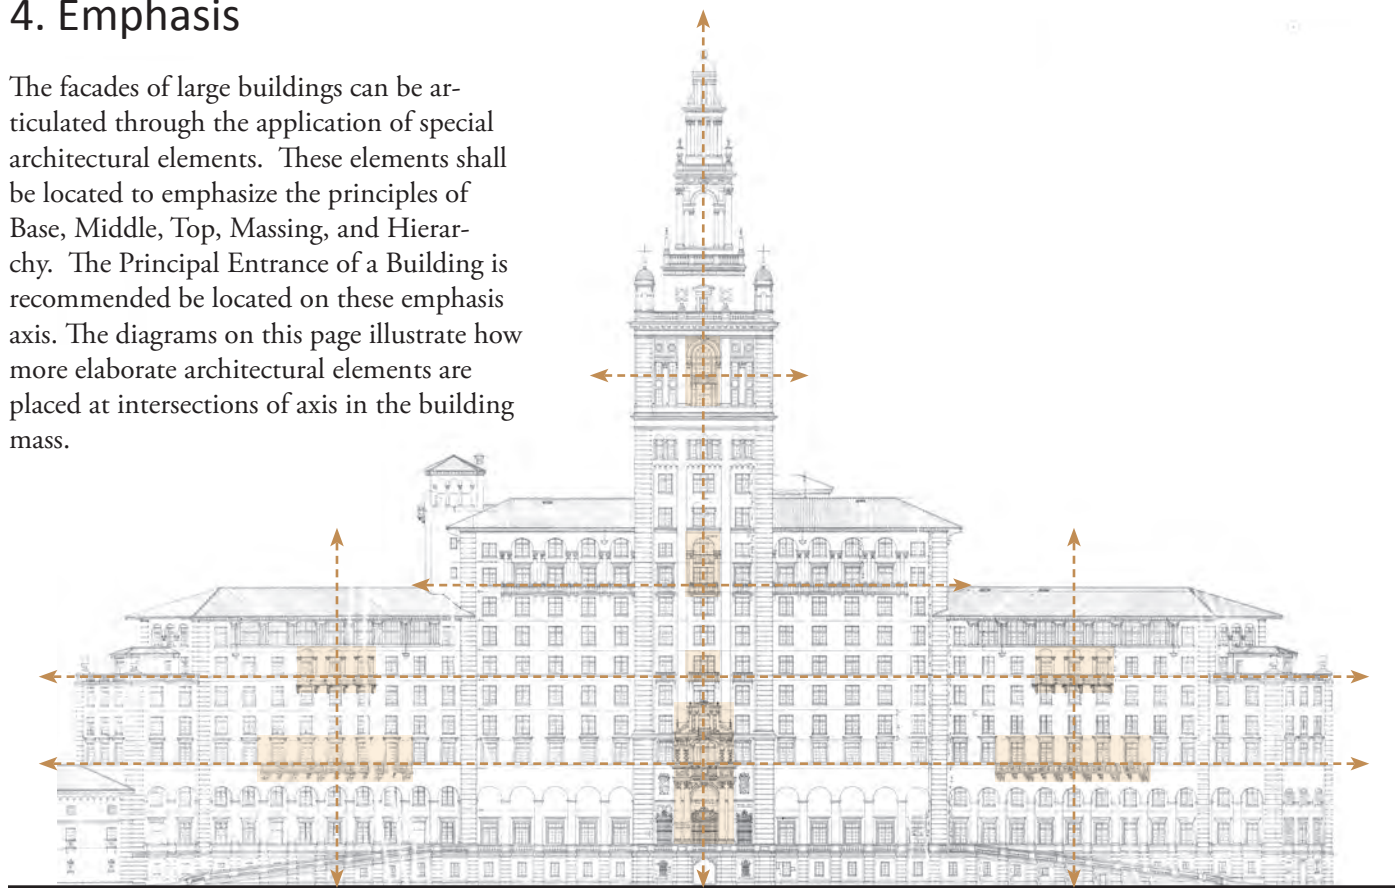 4. Emphasis
The facades of large buildings can be ar-
ticulated through the application of special
architectural elements.  These elements shall
be located to emphasize the principles of
Base, Middle, Top, Massing, and Hierar-
chy.  The Principal Entrance of a Building is
recommended be located on these emphasis
axis. The diagrams on this page illustrate how
more elaborate architectural elements are
placed at intersections of axis in the building
mass.